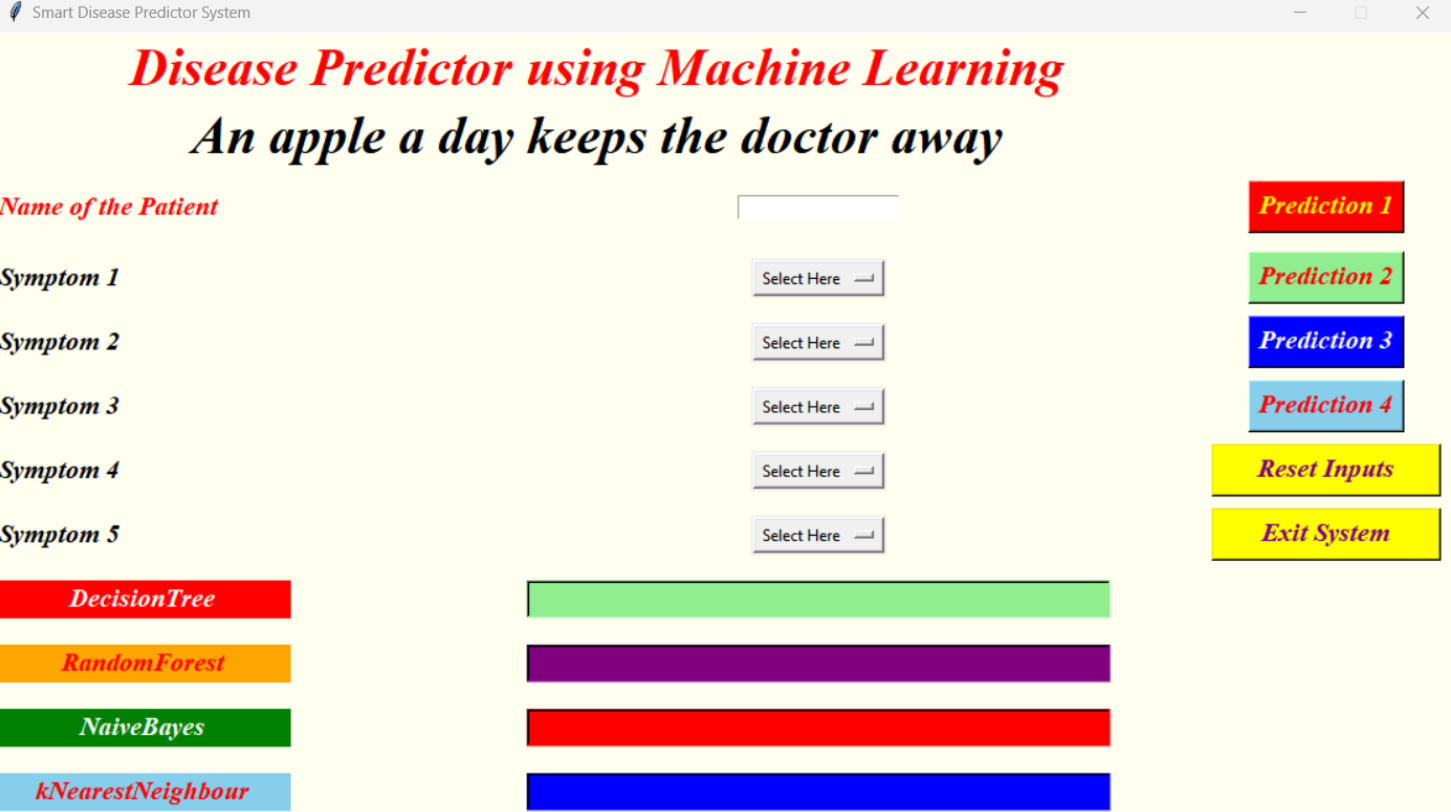 Smart Disease Predictor System
Disease Predictor using Machine Learning
An apple a day keeps the doctor away
Name of the Patient
Prediction 1
Symptom 1
Select Here
Prediction 2
Symptom 2
Select Here
Prediction 3
Symptom 3
Select Here
Prediction 4
Symptom 4
Select Here
Reset Inputs
Symptom 5
Select Here
Exit System
DecisionTree
RandomForest
NaiveBayes
kNearestNeighbour